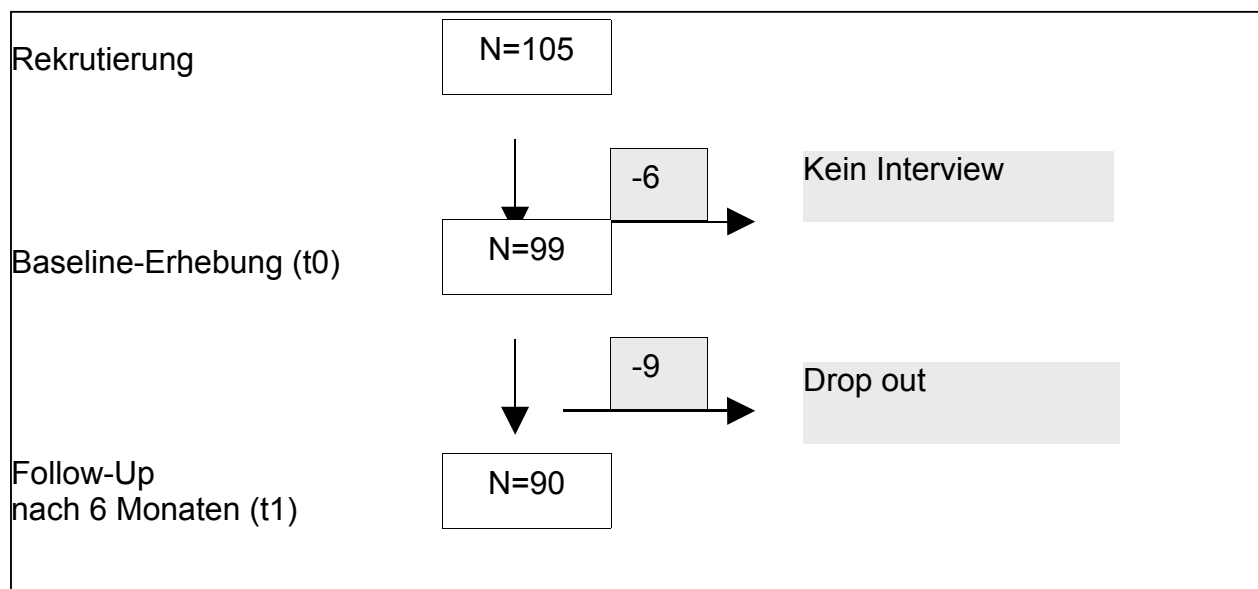 Rekrutierung
N=105
-6
Kein Interview
Baseline-Erhebung (t0)
N=99
-9
Drop out
Follow-Up
nach 6 Monaten (t1)
N=90